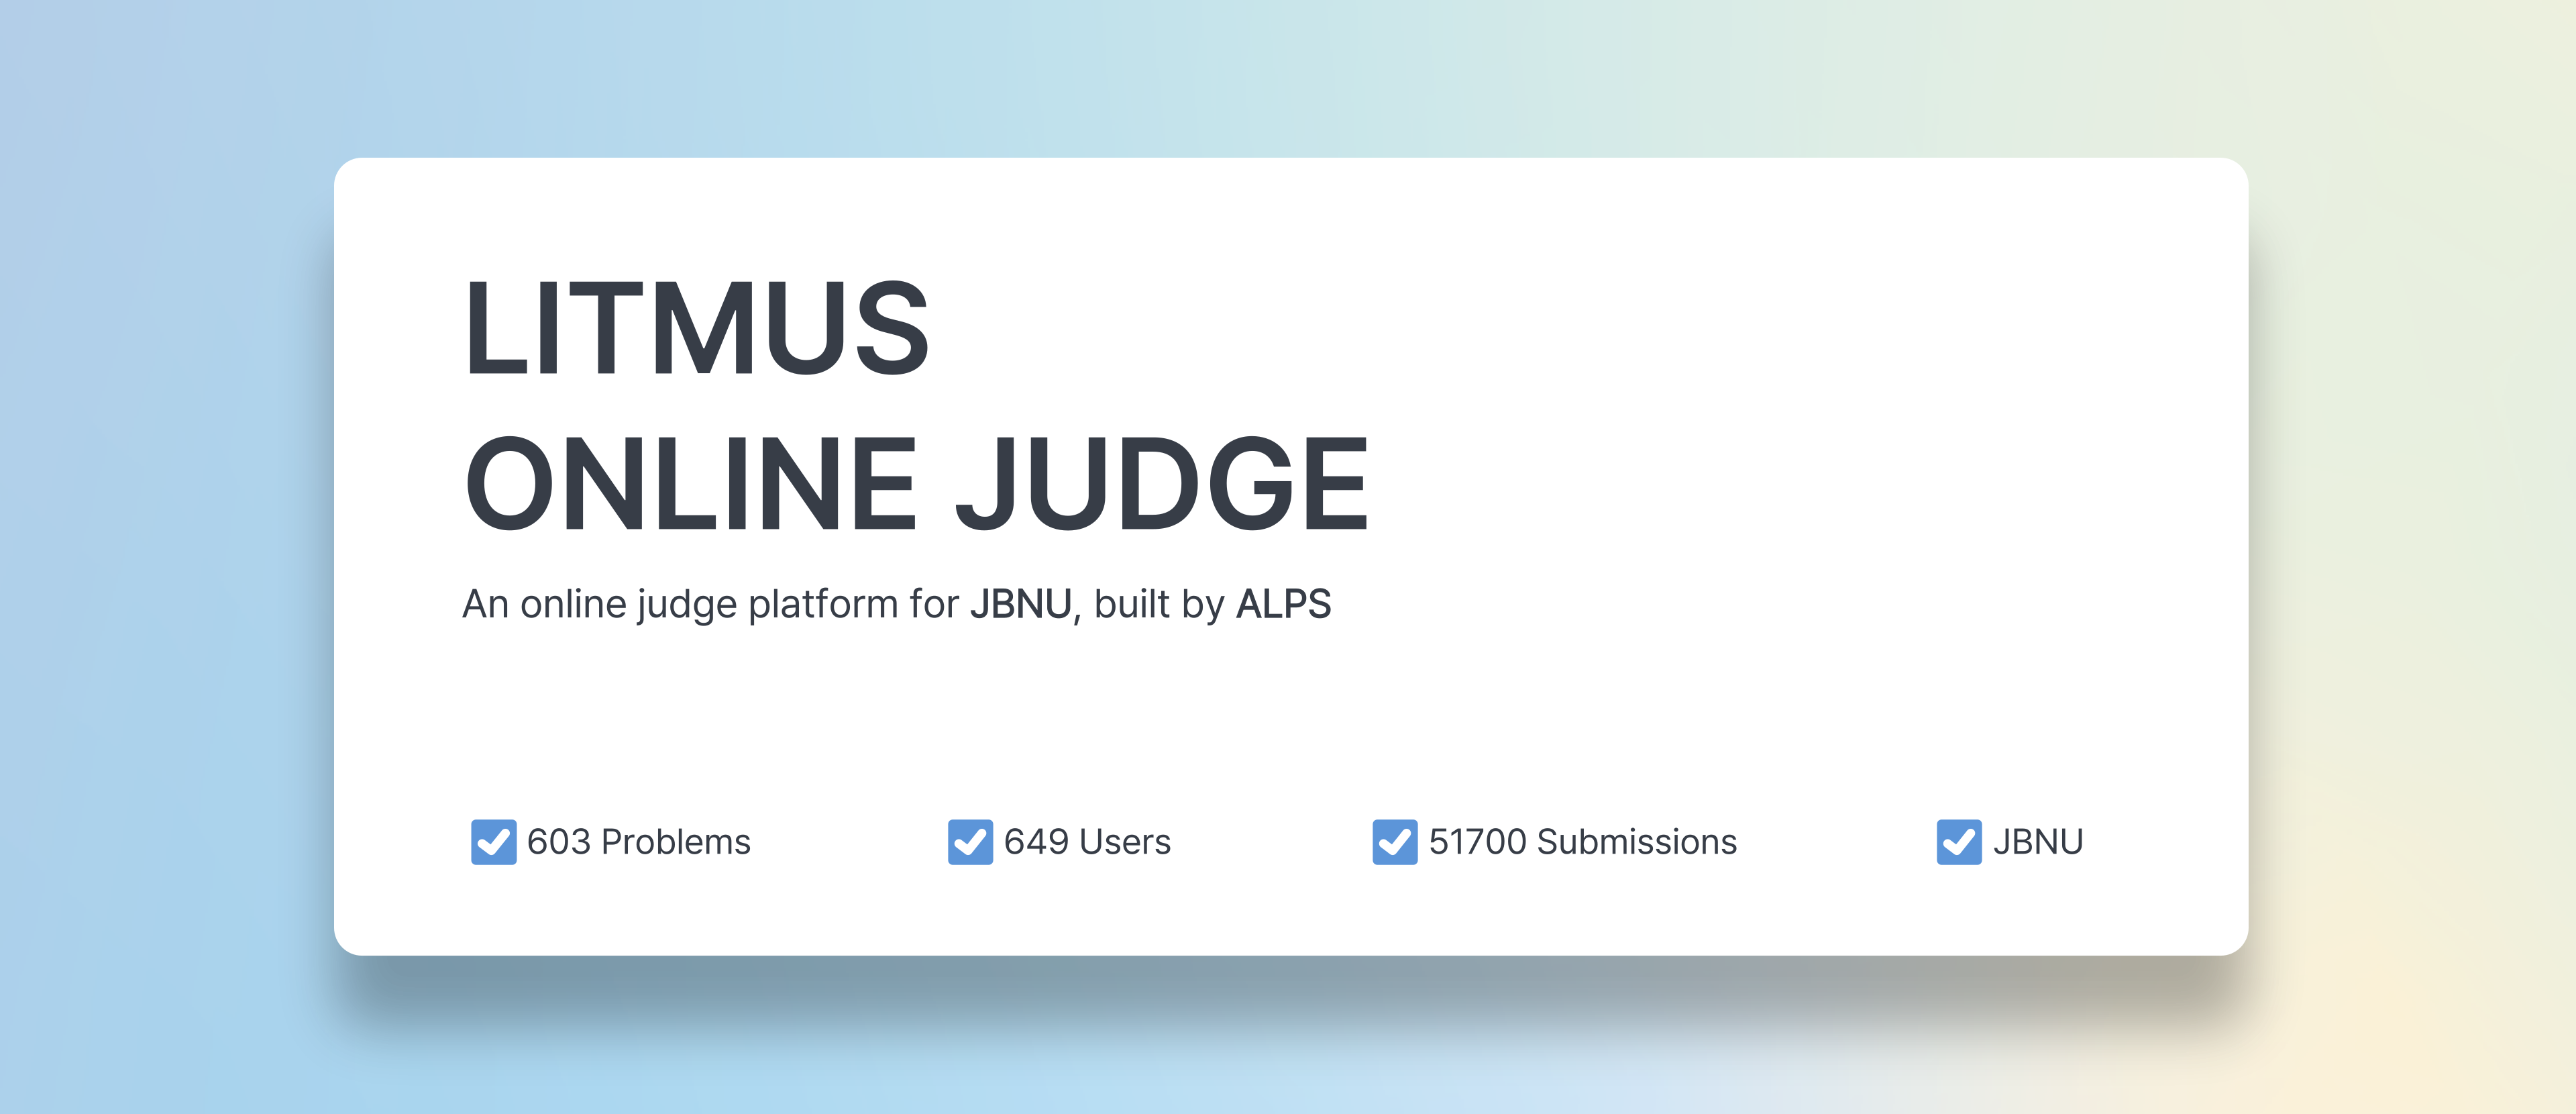 LITMUS
ONLINE JUDGE
An online judge platform for JBNU, built by ALPS
603 Problems
649 Users
51700 Submissions
JBNU